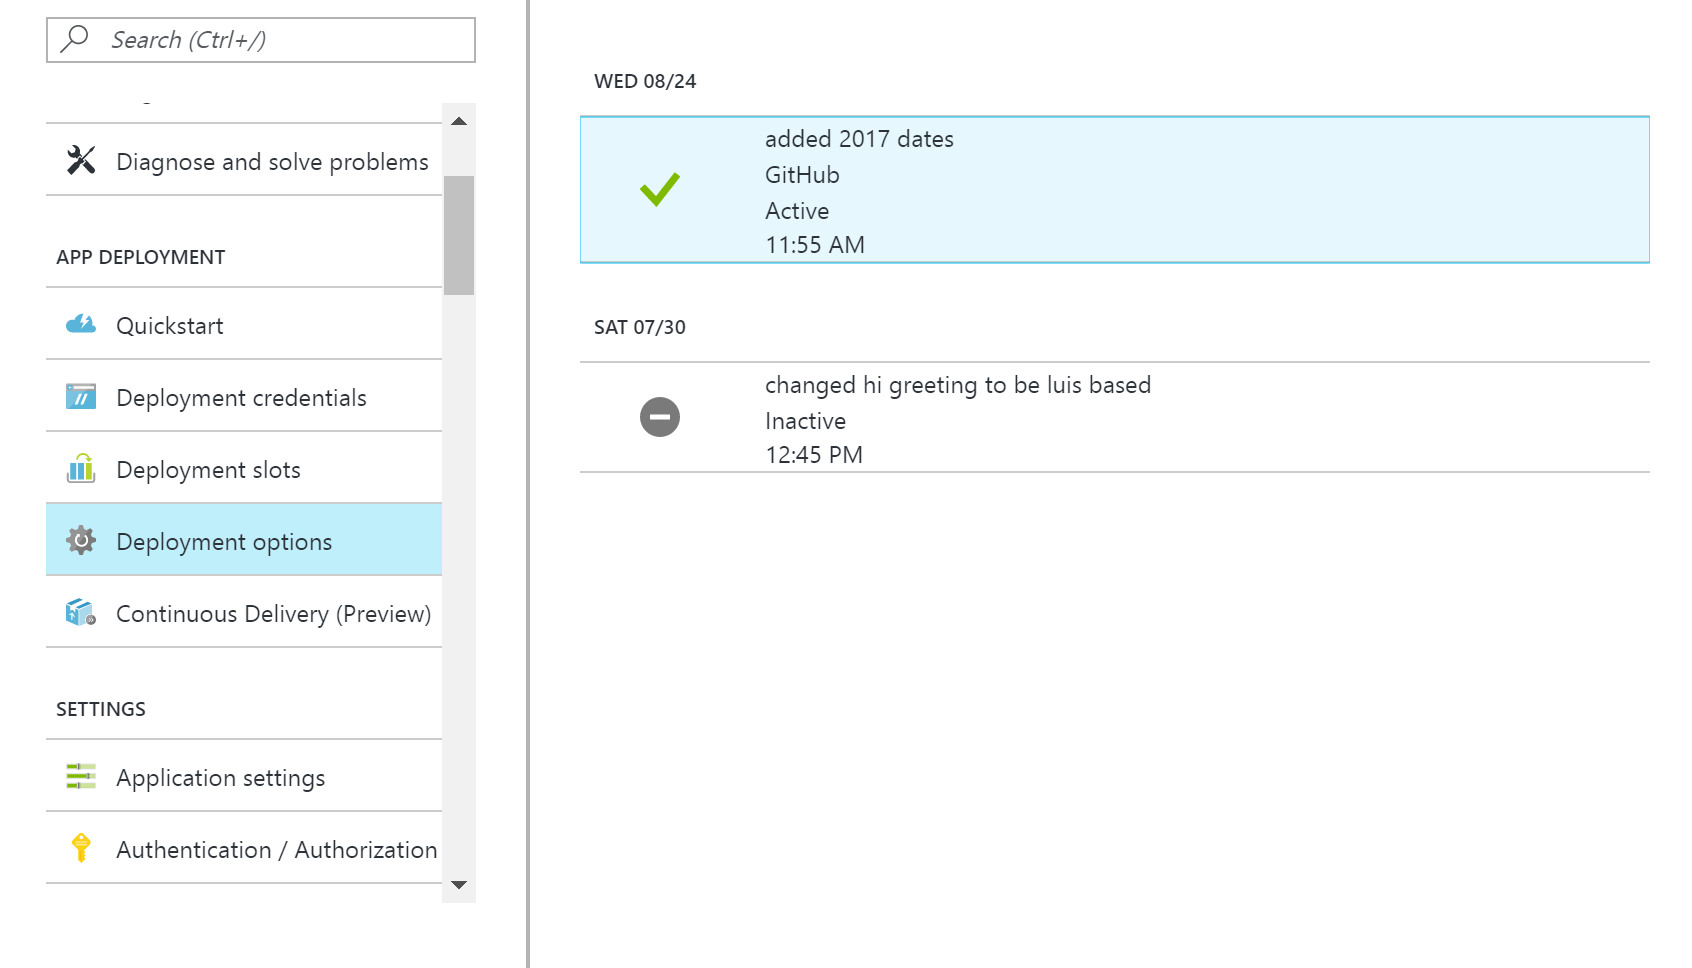 Search (Ctrl+/)
Diagnose and solve problems
APP DEPLOYMENT
Quickstart
Deployment credentials
Deployment slots
Deployment options
Continuous Delivery (Preview)
SETTINGS
Application settings
Authentication / Authorization
WED 08/24
added 2017 dates
GitHub
Active
11:55 AM
SAT 07/30
changed hi greeting to be luis based
Inactive
12:45 PM